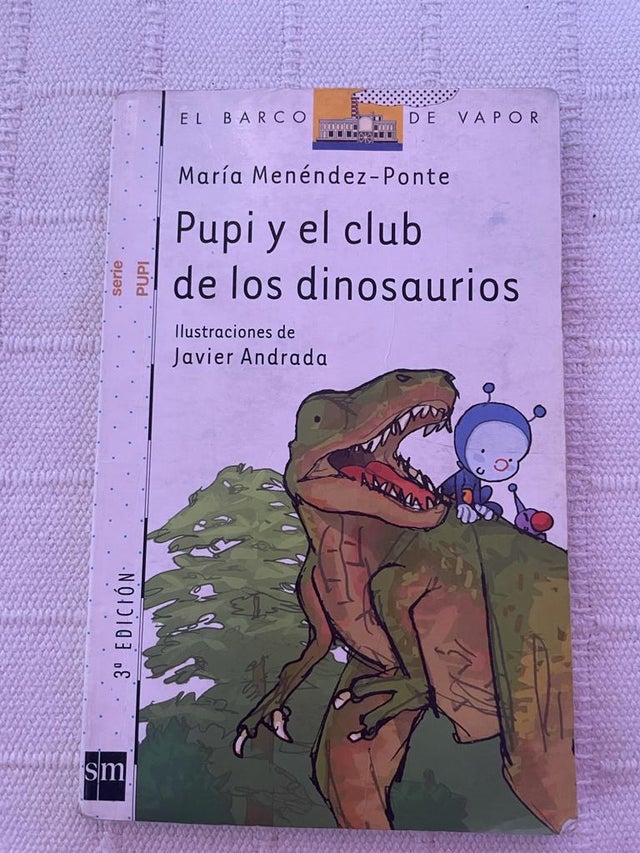 EL BARCO DE VAPOR
María Menéndez-Ponte
Pupi y el club
de los dinosaurios
Ilustraciones de
Javier Andrada
serie
PUPI
3ª EDICIÓN
sm